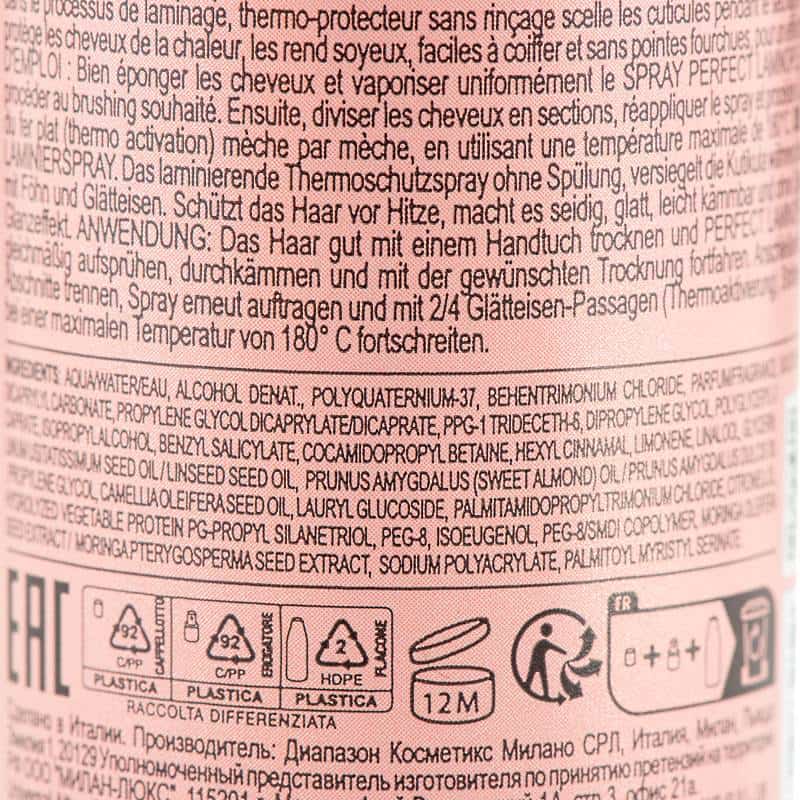 le processus de laminage, thermo-protecteur sans rinçage scelle les cuticules pendant le
protège les cheveux de la chaleur, les rend soyeux, faciles à coiffer et sans pointes fourchues,
D'EMPLOI : Bien éponger les cheveux et vaporiser uniformément le SPRAY PERFECT
procéder au brushing souhaité. Ensuite, diviser les cheveux en sections, réappliquer le spray et
du fer plat (thermo activation) mèche par mèche, en utilisant une température maximale de
LAMINIERSPRAY. Das laminierende Thermoschutzspray ohne Spülung, versiegelt die Kutikula
mit Föhn und Glätteisen. Schützt das Haar vor Hitze, macht es seidig, glatt, leicht kämmbar und
Glanzeffekt. ANWENDUNG: Das Haar gut mit einem Handtuch trocknen und PERFECT
gleichmäßig aufsprühen, durchkämmen und mit der gewünschten Trocknung fortfahren.
Abschnitte trennen, Spray erneut auftragen und mit 2/4 Glätteisen-Passagen (Thermoaktivierung)
bei einer maximalen Temperatur von 180° C fortschreiten.
INGREDIENTS: AQUA/WATER/EAU, ALCOHOL DENAT., POLYQUATERNIUM-37, BEHENTRIMONIUM CHLORIDE, PARFUM/FRAGRANCE,
DICAPRYLYL CARBONATE, PROPYLENE GLYCOL DICAPRYLATE/DICAPRATE, PPG-1 TRIDECETH-6, DIPROPYLENE GLYCOL,
ISOPROPYL ALCOHOL, BENZYL SALICYLATE, COCAMIDOPROPYL BETAINE, HEXYL CINNAMAL, LIMONENE, LINALOOL,
USITATISSIMUM SEED OIL / LINSEED SEED OIL, PRUNUS AMYGDALUS (SWEET ALMOND) OIL / PRUNUS AMYGDALUS
PROPYLENE GLYCOL, CAMELLIA OLEIFERA SEED OIL, LAURYL GLUCOSIDE, PALMITAMIDOPROPYLTRIMONIUM CHLORIDE,
HYDROLYZED VEGETABLE PROTEIN PG-PROPYL SILANETRIOL, PEG-8, ISOEUGENOL, PEG-8/SMDI COPOLYMER, MORINGA
SEED EXTRACT / MORINGA PTERYGOSPERMA SEED EXTRACT, SODIUM POLYACRYLATE, PALMITOYL MYRISTYL SERINATE.
EAC
92 C/PP CAPPELLOTTO PLASTICA
92 C/PP EROGATORE PLASTICA
2 HDPE FLACONE PLASTICA
RACCOLTA DIFFERENZIATA
12M
FR
Сделано в Италии. Производитель: Диапазон Косметикс Милано СРЛ, Италия, Милан,
20129 Уполномоченный представитель изготовителя по принятию претензий на территории
ООО "МИЛАН-ЛЮКС",